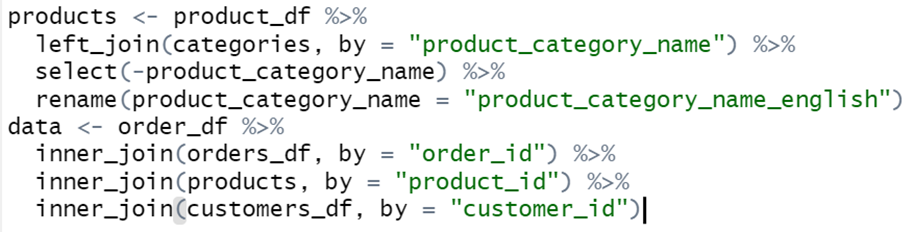 products <- product_df %>%
  left_join(categories, by = "product_category_name") %>%
  select(-product_category_name) %>%
  rename(product_category_name = "product_category_name_english")
data <- order_df %>%
  inner_join(orders_df, by = "order_id") %>%
  inner_join(products, by = "product_id") %>%
  inner_join(customers_df, by = "customer_id")